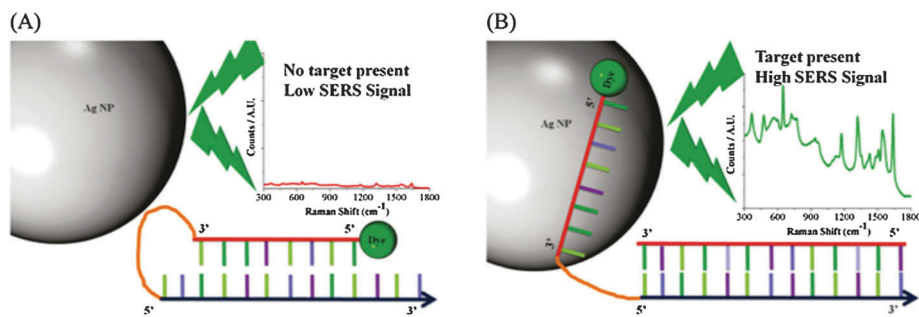 (A)
Ag NP
No target present
Low SERS Signal
Counts / A.U.
300 600 900 1200 1500 1800
Raman Shift (cm-1)
3' 5'
Dye
5' 3'
(B)
Dye
5'
Ag NP
3'
Target present
High SERS Signal
Counts / A.U.
300 600 900 1200 1500 1800
Raman Shift (cm-1)
3' 5'
5' 3'